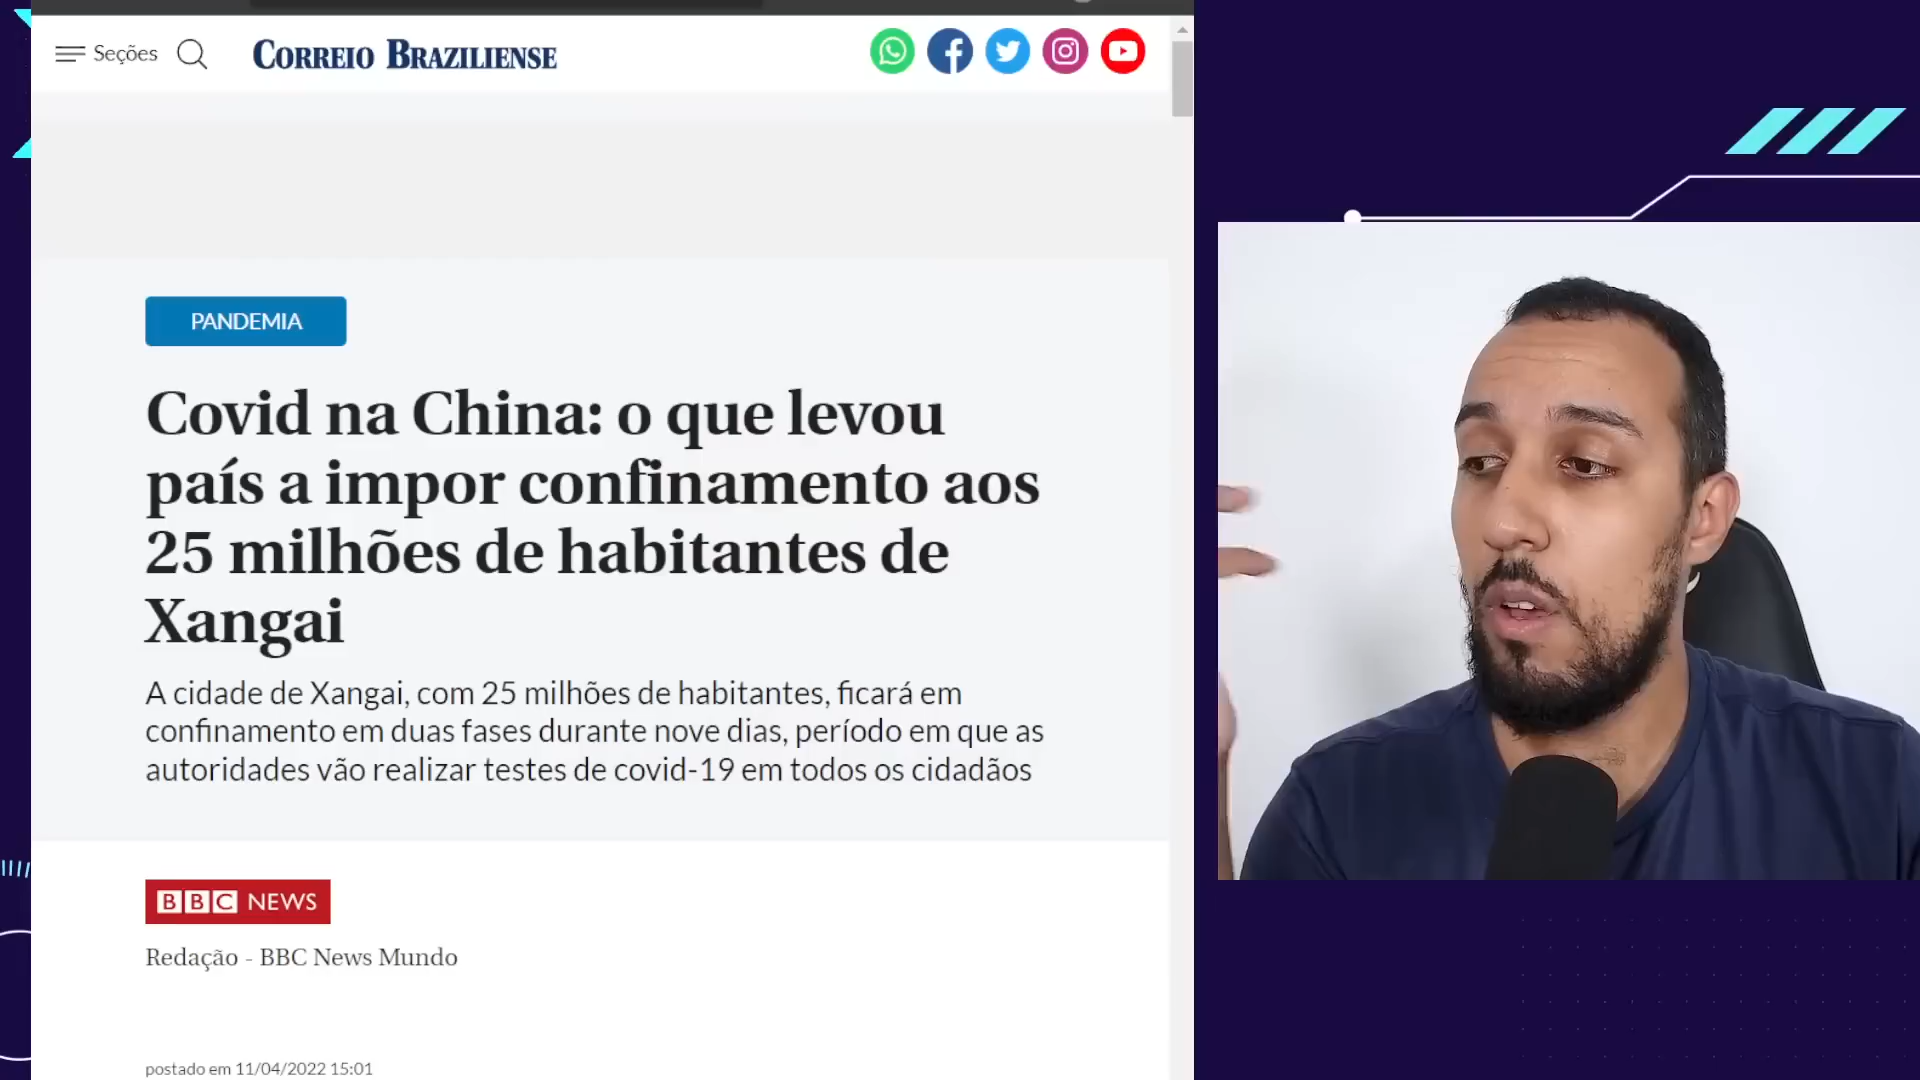 Seções
CORREIO BRAZILIENSE
PANDEMIA
Covid na China: o que levou
país a impor confinamento aos
25 milhões de habitantes de
Xangai
A cidade de Xangai, com 25 milhões de habitantes, ficará em
confinamento em duas fases durante nove dias, período em que as
autoridades vão realizar testes de covid-19 em todos os cidadãos
BBC NEWS
Redação - BBC News Mundo
postado em 11/04/2022 15:01